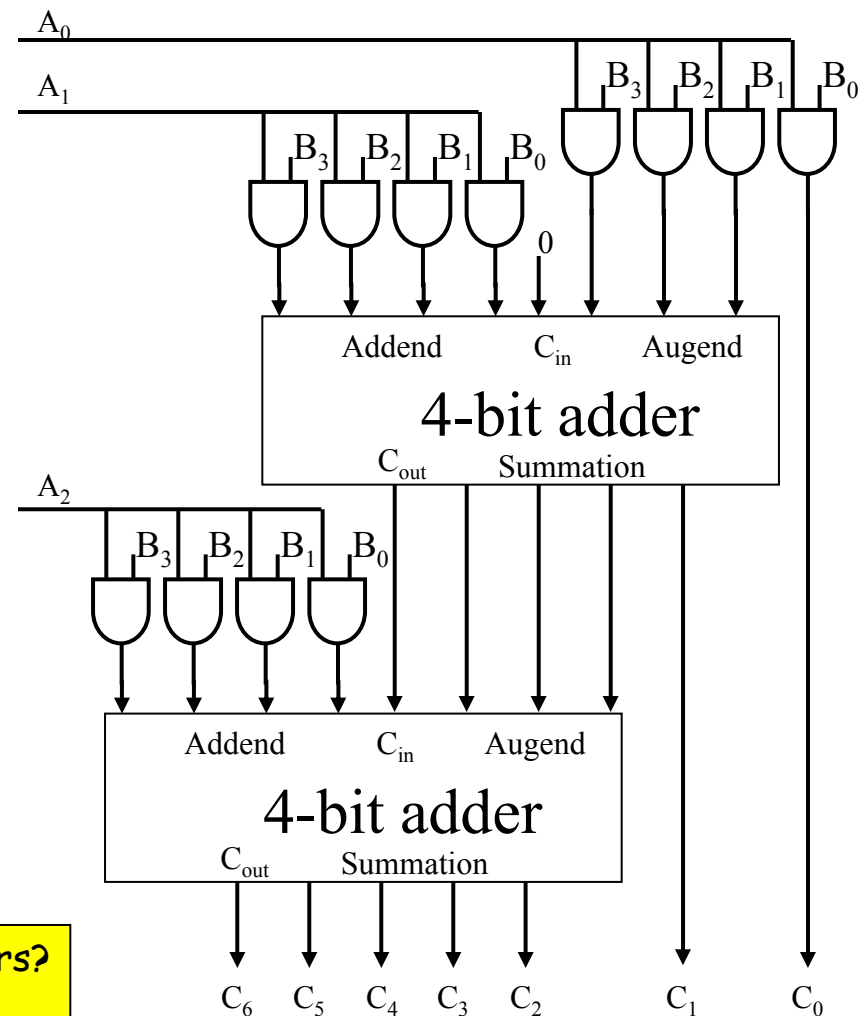 A₀
B₃ B₂ B₁ B₀
A₁
B₃ B₂ B₁ B₀
0
Addend Cᵢₙ Augend
4-bit adder
Cₒᵤₜ Summation
A₂
B₃ B₂ B₁ B₀
Addend Cᵢₙ Augend
4-bit adder
Cₒᵤₜ Summation
rs?
C₆ C₅ C₄ C₃ C₂ C₁ C₀